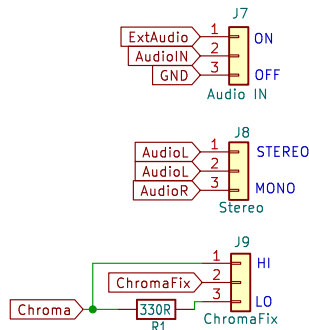 J7
ExtAudio 1 ON
AudioIN 2
GND 3 OFF
Audio IN
J8
AudioL 1 STEREO
AudioL 2
AudioR 3 MONO
Stereo
J9
1 HI
ChromaFix 2
Chroma 330R 3 LO
R1 ChromaFix